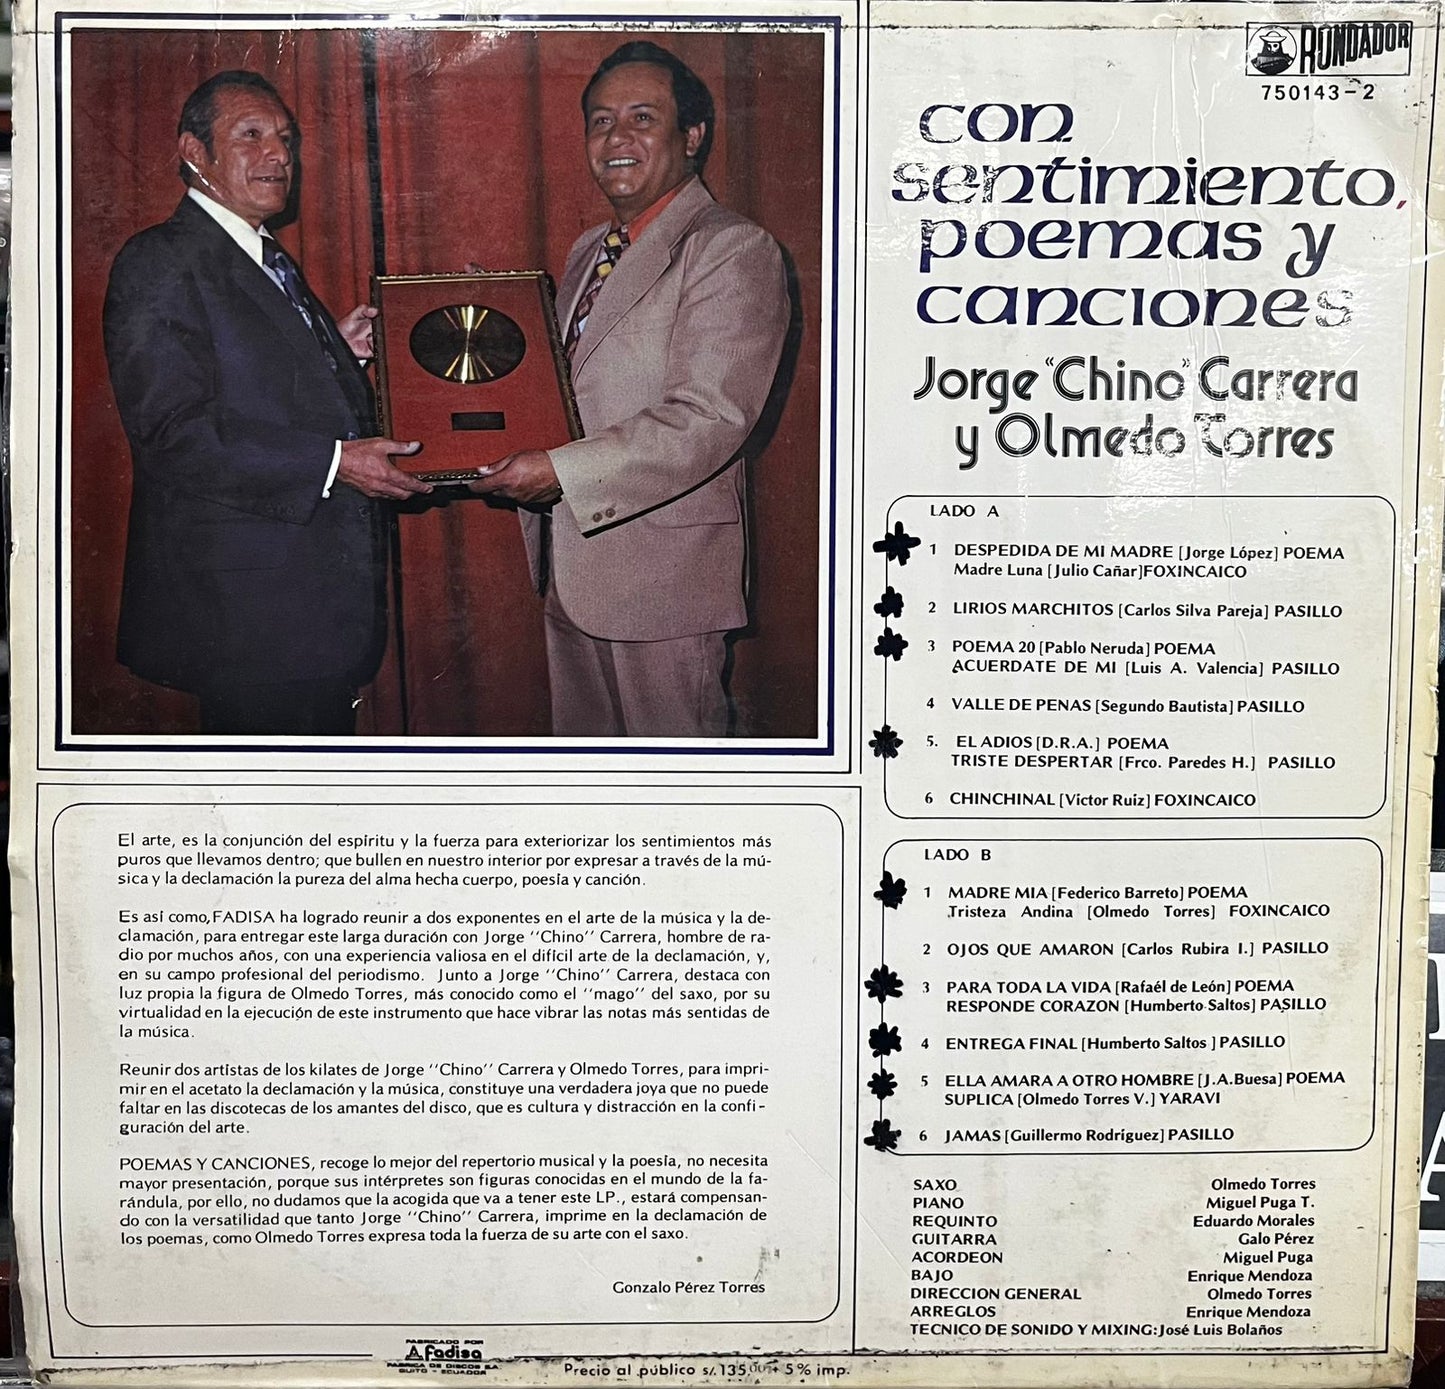 RONDADOR
750143-2
con
sentimiento,
poemas y
canciones
Jorge "Chino" Carrera
y Olmedo Torres
LADO A
1 DESPEDIDA DE MI MADRE [Jorge López] POEMA
Madre Luna [Julio Cañar]FOXINCAICO
2 LIRIOS MARCHITOS [Carlos Silva Pareja] PASILLO
3 POEMA 20 [Pablo Neruda] POEMA
ACUERDATE DE MI [Luis A. Valencia] PASILLO
4 VALLE DE PENAS [Segundo Bautista] PASILLO
5. EL ADIOS [D.R.A.] POEMA
TRISTE DESPERTAR [Frco. Paredes H.] PASILLO
6 CHINCHINAL [Víctor Ruíz] FOXINCAICO
LADO B
1 MADRE MIA [Federico Barreto] POEMA
Tristeza Andina [Olmedo Torres] FOXINCAICO
2 OJOS QUE AMARON [Carlos Rubira I.] PASILLO
3 PARA TODA LA VIDA [Rafaél de León] POEMA
RESPONDE CORAZON [Humberto Saltos] PASILLO
4 ENTREGA FINAL [Humberto Saltos ] PASILLO
5 ELLA AMARA A OTRO HOMBRE [J.A.Buesa] POEMA
SUPLICA [Olmedo Torres V.] YARAVI
6 JAMAS [Guillermo Rodríguez] PASILLO
SAXO Olmedo Torres
PIANO Miguel Puga T.
REQUINTO Eduardo Morales
GUITARRA Galo Pérez
ACORDEON Miguel Puga
BAJO Enrique Mendoza
DIRECCION GENERAL Olmedo Torres
ARREGLOS Enrique Mendoza
TECNICO DE SONIDO Y MIXING: José Luis Bolaños
El arte, es la conjunción del espíritu y la fuerza para exteriorizar los sentimientos más
puros que llevamos dentro; que bullen en nuestro interior por expresar a través de la mú-
sica y la declamación la pureza del alma hecha cuerpo, poesía y canción.
Es así como, FADISA ha logrado reunir a dos exponentes en el arte de la música y la de-
clamación, para entregar este larga duración con Jorge ''Chino'' Carrera, hombre de ra-
dio por muchos años, con una experiencia valiosa en el difícil arte de la declamación, y,
en su campo profesional del periodismo. Junto a Jorge ''Chino'' Carrera, destaca con
luz propia la figura de Olmedo Torres, más conocido como el ''mago'' del saxo, por su
virtualidad en la ejecución de este instrumento que hace vibrar las notas más sentidas de
la música.
Reunir dos artistas de los kilates de Jorge ''Chino'' Carrera y Olmedo Torres, para impri-
mir en el acetato la declamación y la música, constituye una verdadera joya que no puede
faltar en las discotecas de los amantes del disco, que es cultura y distracción en la confi-
guración del arte.
POEMAS Y CANCIONES, recoge lo mejor del repertorio musical y la poesía, no necesita
mayor presentación, porque sus intérpretes son figuras conocidas en el mundo de la fa-
rándula, por ello, no dudamos que la acogida que va a tener este LP., estará compensan-
do con la versatilidad que tanto Jorge ''Chino'' Carrera, imprime en la declamación de
los poemas, como Olmedo Torres expresa toda la fuerza de su arte con el saxo.
Gonzalo Pérez Torres
FABRICADO POR
Fadisa
FABRICA DE DISCOS S.A.
QUITO - ECUADOR
Precio al público s/. 135,00 + 5% imp.